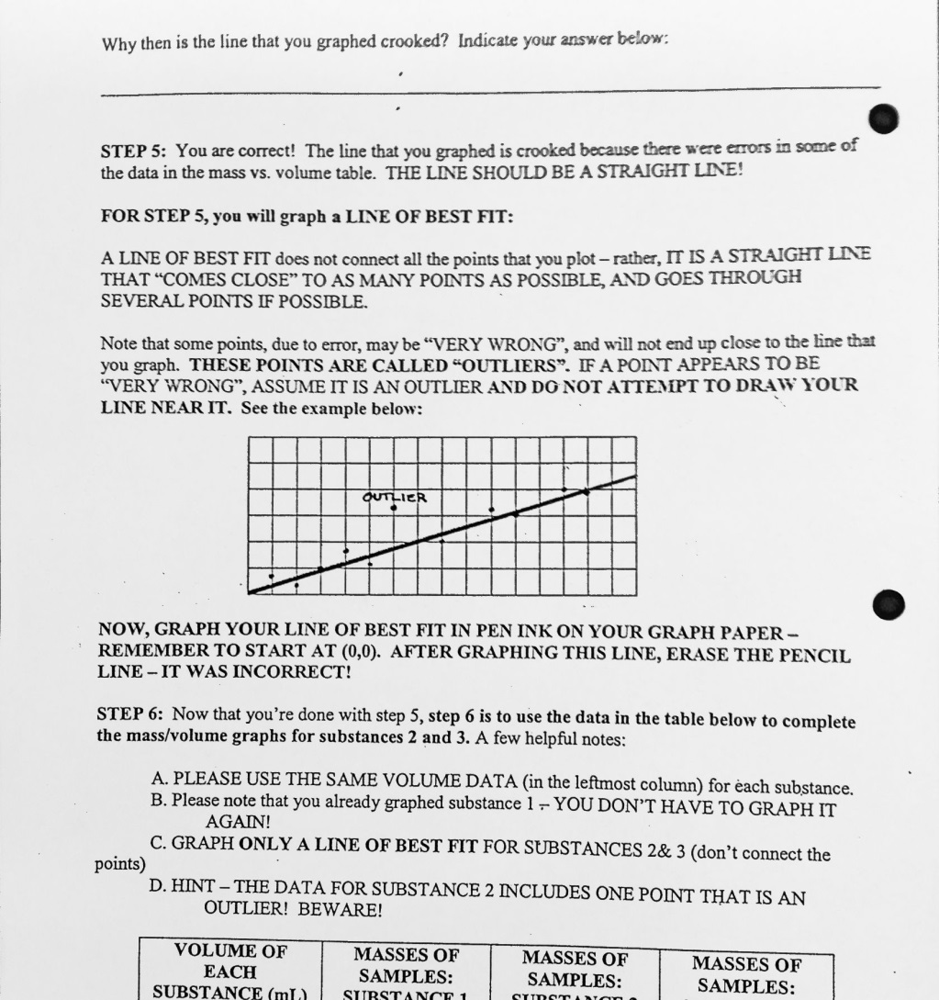 Why then is the line that you graphed crooked? Indicate your answer below:
STEP 5: You are correct! The line that you graphed is crooked because there were errors in some of
the data in the mass vs. volume table. THE LINE SHOULD BE A STRAIGHT LINE!
FOR STEP 5, you will graph a LINE OF BEST FIT:
A LINE OF BEST FIT does not connect all the points that you plot – rather, IT IS A STRAIGHT LINE
THAT “COMES CLOSE” TO AS MANY POINTS AS POSSIBLE, AND GOES THROUGH
SEVERAL POINTS IF POSSIBLE.
Note that some points, due to error, may be “VERY WRONG”, and will not end up close to the line that
you graph. THESE POINTS ARE CALLED “OUTLIERS”. IF A POINT APPEARS TO BE
“VERY WRONG”, ASSUME IT IS AN OUTLIER AND DO NOT ATTEMPT TO DRAW YOUR
LINE NEAR IT. See the example below:
OUTLIER
NOW, GRAPH YOUR LINE OF BEST FIT IN PEN INK ON YOUR GRAPH PAPER –
REMEMBER TO START AT (0,0). AFTER GRAPHING THIS LINE, ERASE THE PENCIL
LINE – IT WAS INCORRECT!
STEP 6: Now that you’re done with step 5, step 6 is to use the data in the table below to complete
the mass/volume graphs for substances 2 and 3. A few helpful notes:
A. PLEASE USE THE SAME VOLUME DATA (in the leftmost column) for each substance.
B. Please note that you already graphed substance 1 – YOU DON’T HAVE TO GRAPH IT
AGAIN!
C. GRAPH ONLY A LINE OF BEST FIT FOR SUBSTANCES 2& 3 (don’t connect the
points)
D. HINT – THE DATA FOR SUBSTANCE 2 INCLUDES ONE POINT THAT IS AN
OUTLIER! BEWARE!
VOLUME OF MASSES OF MASSES OF MASSES OF
EACH SAMPLES: SAMPLES: SAMPLES:
SUBSTANCE (mL) SUBSTANCE 1